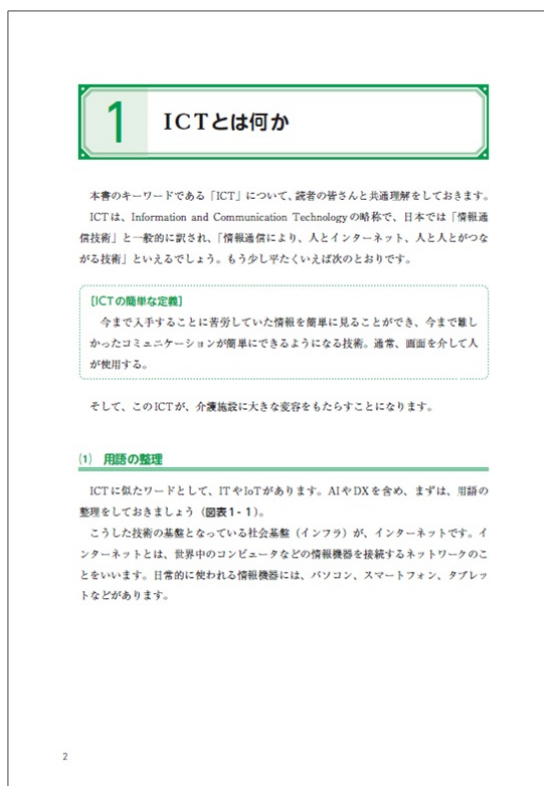 1 ICTとは何か
本書のキーワードである「ICT」について、読者の皆さんと共通理解をしておきます。
ICTは、Information and Communication Technologyの略称で、日本では「情報通
信技術」と一般的に訳され、「情報通信により、人とインターネット、人と人とがつな
がる技術」といえるでしょう。もう少し平たくいえば次のとおりです。
[ICTの簡単な定義]
今まで入手することに苦労していた情報を簡単に見ることができ、今まで難し
かったコミュニケーションが簡単にできるようになる技術。通常、画面を介して人
が使用する。
そして、このICTが、介護施設に大きな変容をもたらすことになります。
(1) 用語の整理
ICTに似たワードとして、ITやIoTがあります。AIやDXを含め、まずは、用語の
整理をしておきましょう（図表1-1）。
こうした技術の基盤となっている社会基盤（インフラ）が、インターネットです。イ
ンターネットとは、世界中のコンピュータなどの情報機器を接続するネットワークのこ
とをいいます。日常的に使われる情報機器には、パソコン、スマートフォン、タブレッ
トなどがあります。
2